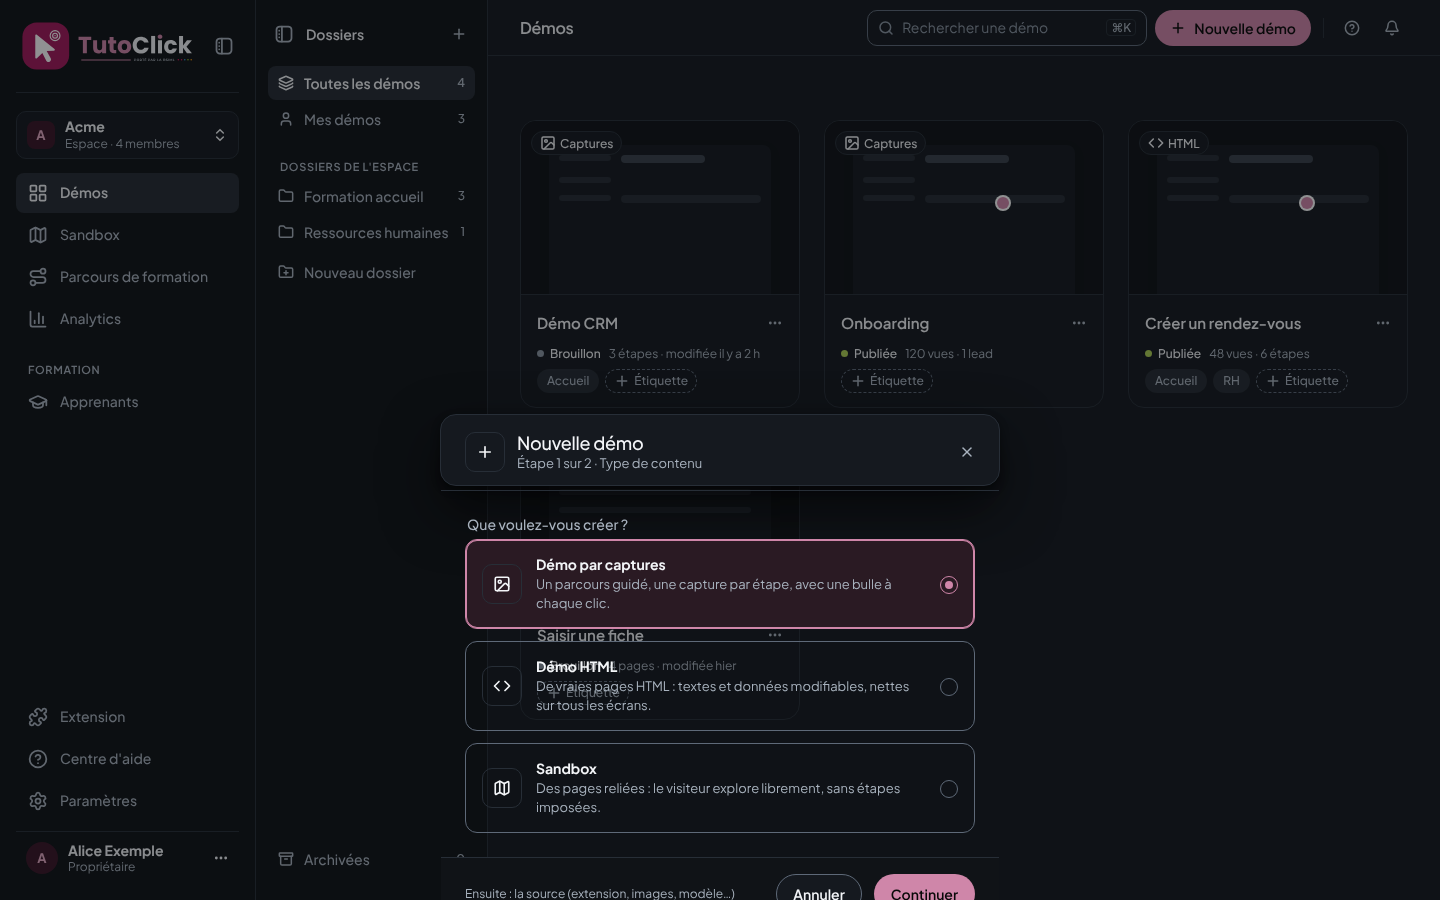 TutoClick
Acme
A
Espace · 4 membres
Démos
Sandbox
Parcours de formation
Analytics
FORMATION
Apprenants
Extension
Centre d'aide
Paramètres
A
Alice Exemple
Propriétaire
Dossiers
Toutes les démos 4
Mes démos 3
DOSSIERS DE L'ESPACE
Formation accueil 3
Ressources humaines 1
Nouveau dossier
Archivées
Démos
Rechercher une démo ⌘K
Nouvelle démo
Captures
Démo CRM
Brouillon 3 étapes · modifiée il y a 2 h
Accueil
Étiquette
Captures
Onboarding
Publiée 120 vues · 1 lead
Étiquette
HTML
Créer un rendez-vous
Publiée 48 vues · 6 étapes
Accueil RH Étiquette
Saisir une fiche
pages · modifiée hier
Étiquette
Nouvelle démo
Étape 1 sur 2 · Type de contenu
Que voulez-vous créer ?
Démo par captures
Un parcours guidé, une capture par étape, avec une bulle à
chaque clic.
Démo HTML
De vraies pages HTML : textes et données modifiables, nettes
sur tous les écrans.
Sandbox
Des pages reliées : le visiteur explore librement, sans étapes
imposées.
Ensuite : la source (extension, images, modèle…)
Annuler
Continuer